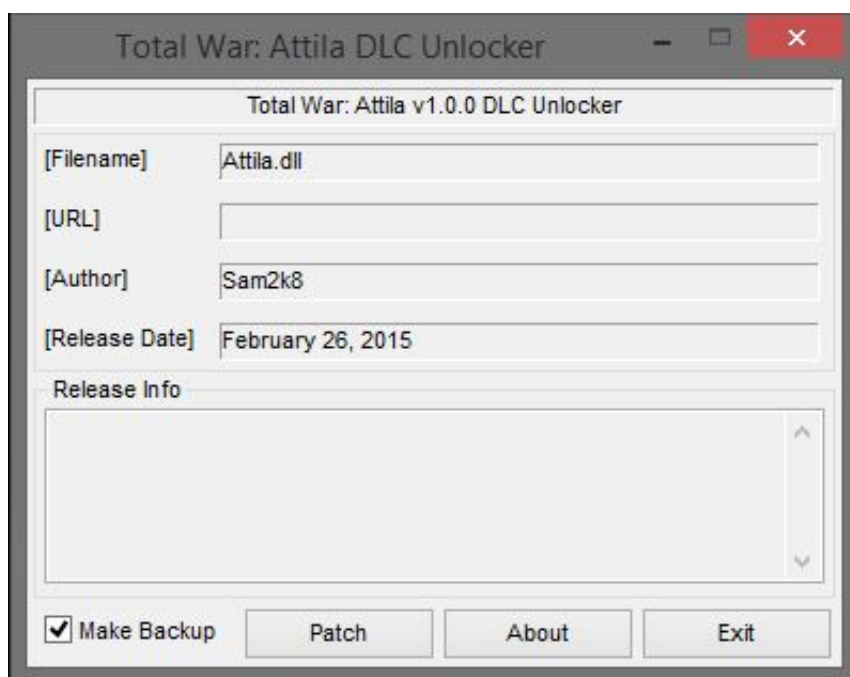 Total War: Attila DLC Unlocker
Total War: Attila v1.0.0 DLC Unlocker
[Filename] Attila.dll
[URL]
[Author] Sam2k8
[Release Date] February 26, 2015
Release Info
Make Backup Patch About Exit